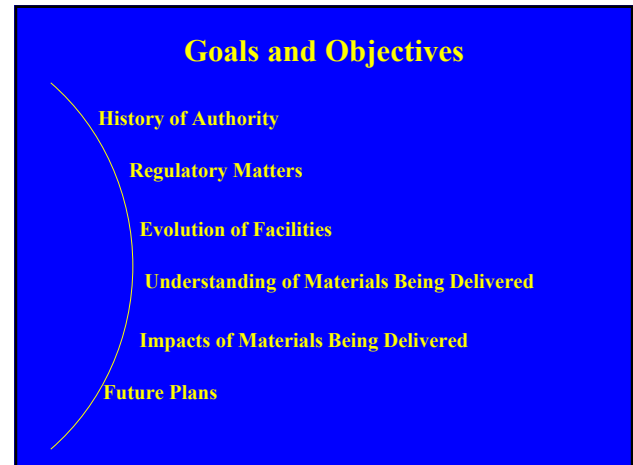 Goals and Objectives
History of Authority
Regulatory Matters
Evolution of Facilities
Understanding of Materials Being Delivered
Impacts of Materials Being Delivered
Future Plans